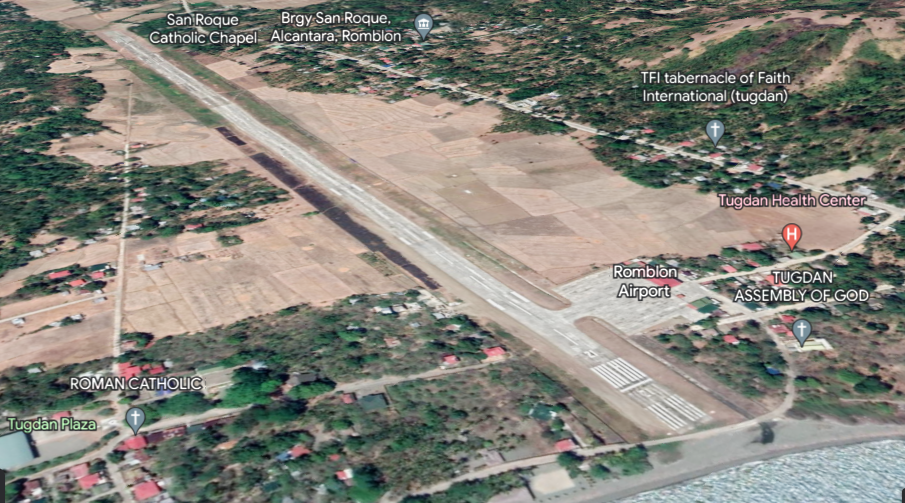 San Roque
Catholic Chapel
Brgy San Roque,
Alcantara, Romblon
TFI tabernacle of Faith
International (tugdan)
Tugdan Health Center
H
Romblon
Airport
TUGDAN
ASSEMBLY OF GOD
ROMAN CATHOLIC
Tugdan Plaza